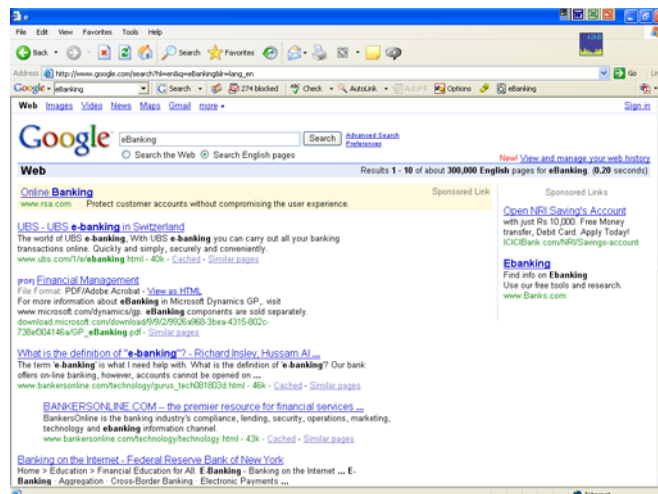 File Edit View Favorites Tools Help
Back Search Favorites
Address http://www.google.com/search?hl=en&q=eBanking&lr=lang_en Go
Google eBanking Search 274 blocked Check AutoLink AutoFill Options eBanking
Web Images Video News Maps Gmail more Sign in
Google eBanking Search Advanced Search
Preferences
Search the Web Search English pages
New! View and manage your web history
Web Results 1 - 10 of about 300,000 English pages for eBanking. (0.20 seconds)
Online Banking Sponsored Link
www.rsa.com Protect customer accounts without compromising the user experience.
UBS - UBS e-banking in Switzerland
The world of UBS e-banking, With UBS e-banking you can carry out all your banking
transactions online. Quickly and simply, securely and conveniently.
www.ubs.com/1/e/ebanking.html - 40k - Cached - Similar pages
[PDF] Financial Management
File Format: PDF/Adobe Acrobat - View as HTML
For more information about eBanking in Microsoft Dynamics GP, visit
www.microsoft.com/dynamics/gp. eBanking components are sold separately.
download.microsoft.com/download/9/9/2/9926a968-3bea-4315-802c-
738ef304146a/GP_eBanking.pdf - Similar pages
What is the definition of "e-banking"? - Richard Insley, Hussam Al ...
The term 'e-banking' is what I need help with. What is the definition of 'e-banking'? Our bank
offers on-line banking, however, accounts cannot be opened on ...
www.bankersonline.com/technology/gurus_tech081803d.html - 46k - Cached - Similar pages
BANKERSONLINE.COM -- the premier resource for financial services ...
BankersOnline is the banking industry's compliance, lending, security, operations, marketing,
technology and ebanking information channel.
www.bankersonline.com/technology/technology.html - 43k - Cached - Similar pages
Banking on the Internet - Federal Reserve Bank of New York
Home > Education > Financial Education for All. E-Banking - Banking on the Internet ... E-
Banking · Aggregation · Cross-Border Banking · Electronic Payments ...
Sponsored Links
Open NRI Saving's Account
with just Rs 10,000. Free Money
transfer, Debit Card. Apply Today!
ICICIBank.com/NRI/Savings-account
Ebanking
Find info on Ebanking
Use our free tools and research.
www.Banks.com